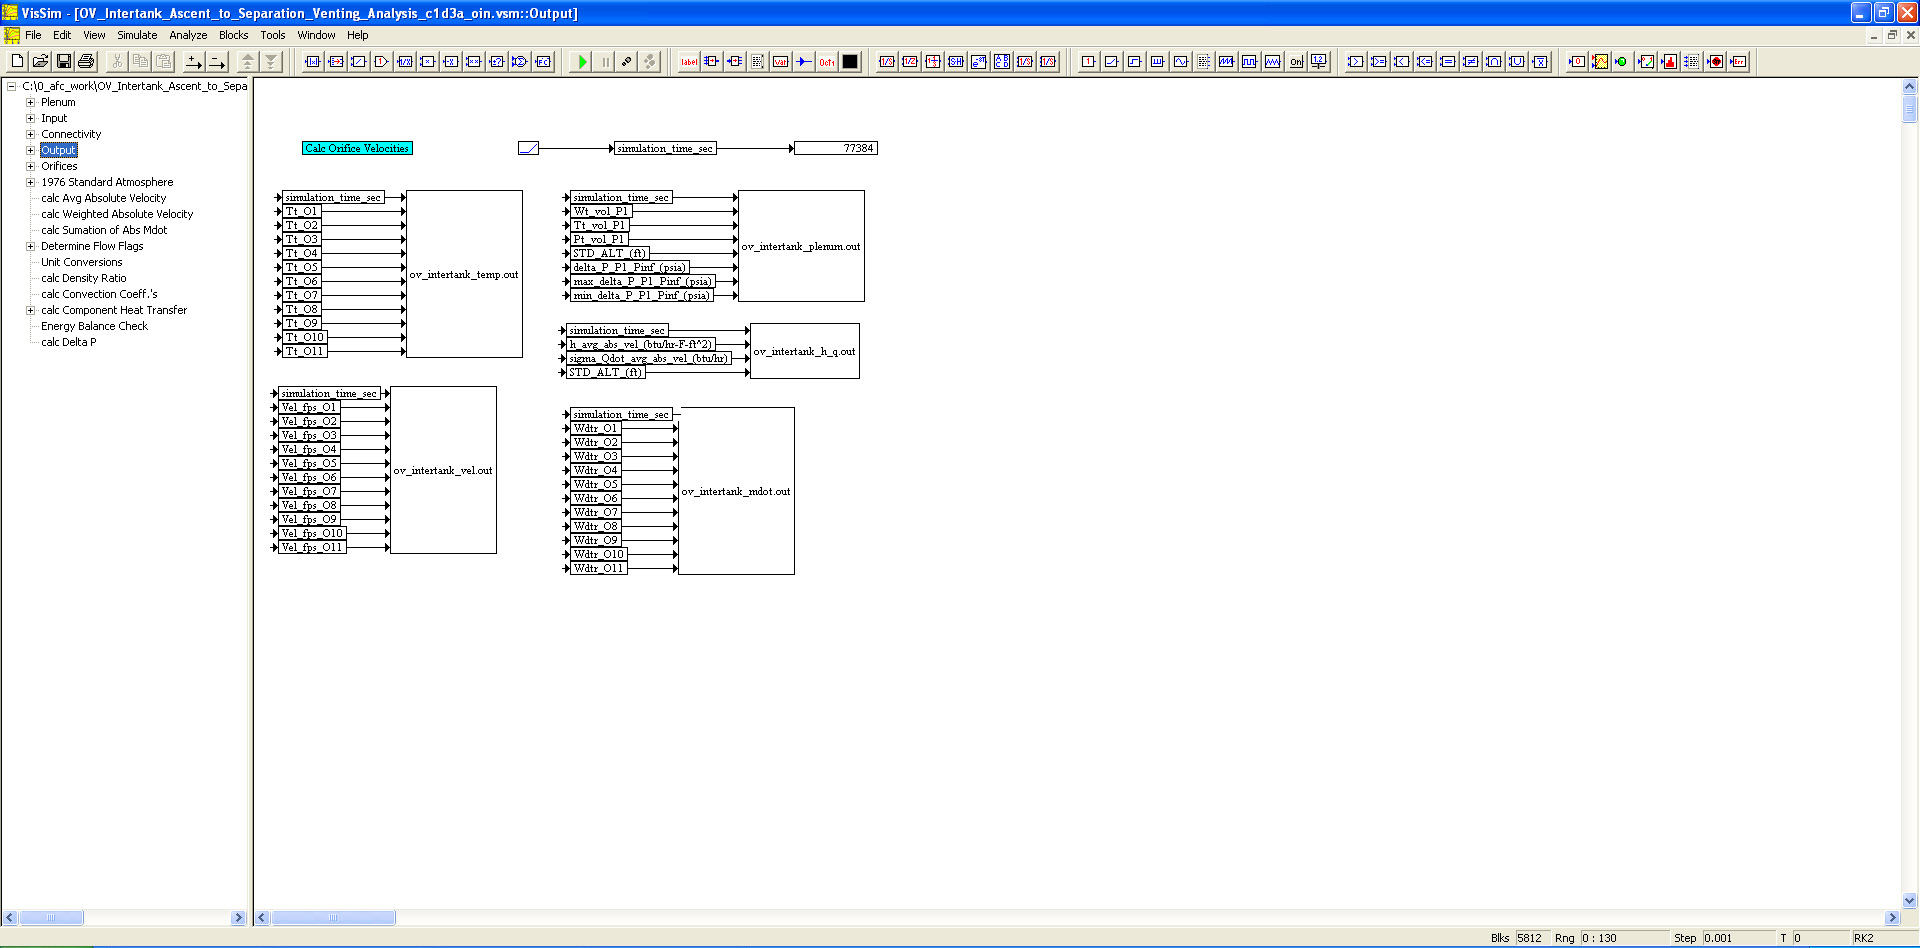 VisSim - [OV_Intertank_Ascent_to_Separation_Venting_Analysis_c1d3a_oin.vsm::Output]
File Edit View Simulate Analyze Blocks Tools Window Help
C:\0_afc_work\OV_Intertank_Ascent_to_Sepa
Plenum
Input
Connectivity
Output
Orifices
1976 Standard Atmosphere
calc Avg Absolute Velocity
calc Weighted Absolute Velocity
calc Sumation of Abs Mdot
Determine Flow Flags
Unit Conversions
calc Density Ratio
calc Convection Coeff.'s
calc Component Heat Transfer
Energy Balance Check
calc Delta P
Calc Orifice Velocities
simulation_time_sec
77384
simulation_time_sec
Tt_O1
Tt_O2
Tt_O3
Tt_O4
Tt_O5
Tt_O6
Tt_O7
Tt_O8
Tt_O9
Tt_O10
Tt_O11
ov_intertank_temp.out
simulation_time_sec
Wt_vol_P1
Tt_vol_P1
Pt_vol_P1
STD_ALT_(ft)
delta_P_P1_Pinf_(psia)
max_delta_P_P1_Pinf_(psia)
min_delta_P_P1_Pinf_(psia)
ov_intertank_plenum.out
simulation_time_sec
h_avg_abs_vel_(btu/hr-F-ft^2)
sigma_Qdot_avg_abs_vel_(btu/hr)
STD_ALT_(ft)
ov_intertank_h_q.out
simulation_time_sec
Vel_fps_O1
Vel_fps_O2
Vel_fps_O3
Vel_fps_O4
Vel_fps_O5
Vel_fps_O6
Vel_fps_O7
Vel_fps_O8
Vel_fps_O9
Vel_fps_O10
Vel_fps_O11
ov_intertank_vel.out
simulation_time_sec
Wdtr_O1
Wdtr_O2
Wdtr_O3
Wdtr_O4
Wdtr_O5
Wdtr_O6
Wdtr_O7
Wdtr_O8
Wdtr_O9
Wdtr_O10
Wdtr_O11
ov_intertank_mdot.out
Blks 5812 Rng 0 : 130 Step 0.001 T 0 RK2